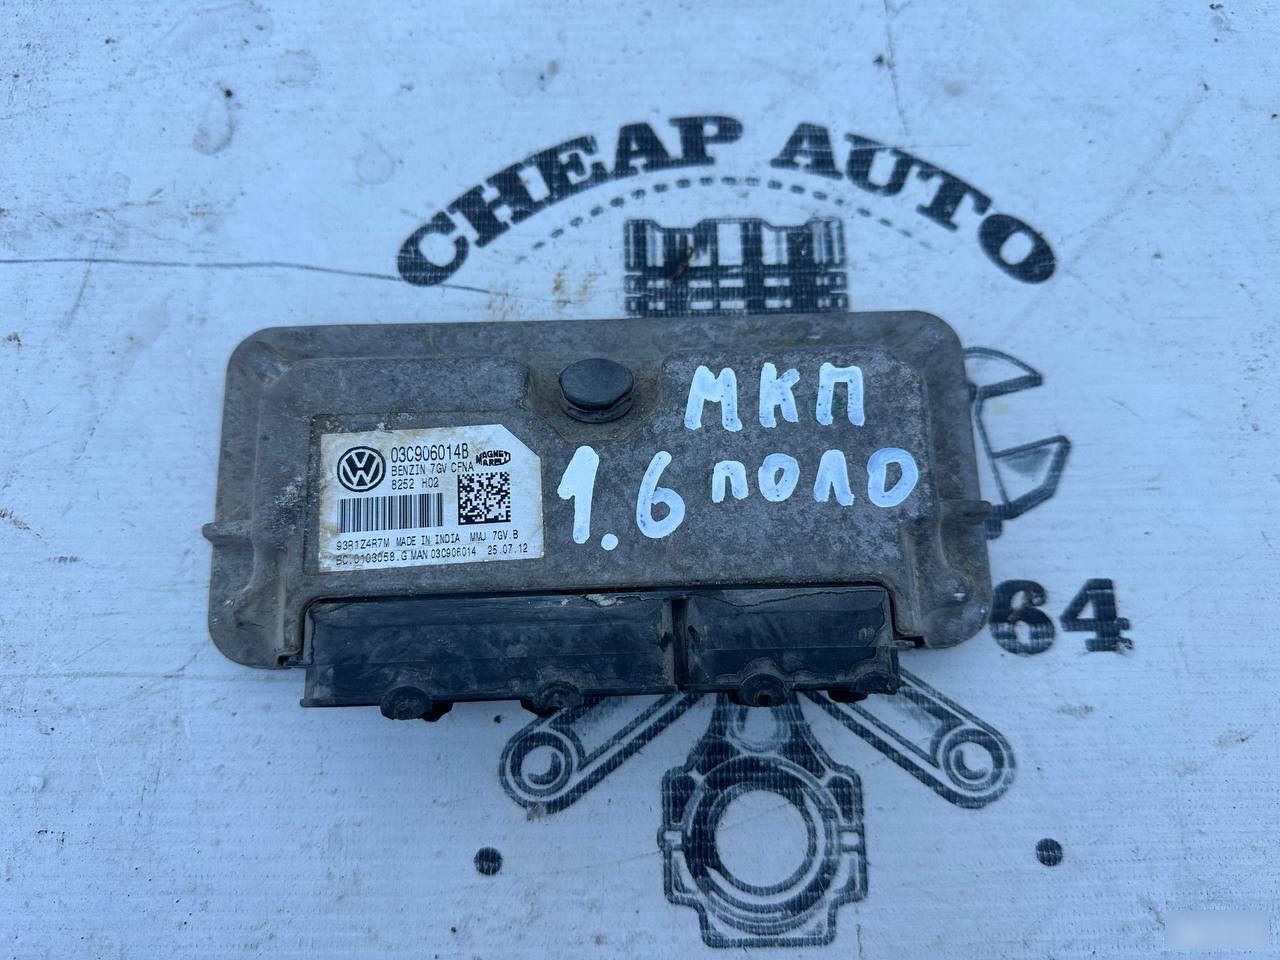 CHEAP AUTO
МКП
1.6 ПОЛО
03C906014B
MAGNETI MARELLI
BENZIN 7GV CFNA
8252 H02
93R1Z4R7M MADE IN INDIA MMJ 7GV.B
BC.0103058.G MAN 03C906014 25.07.12
64